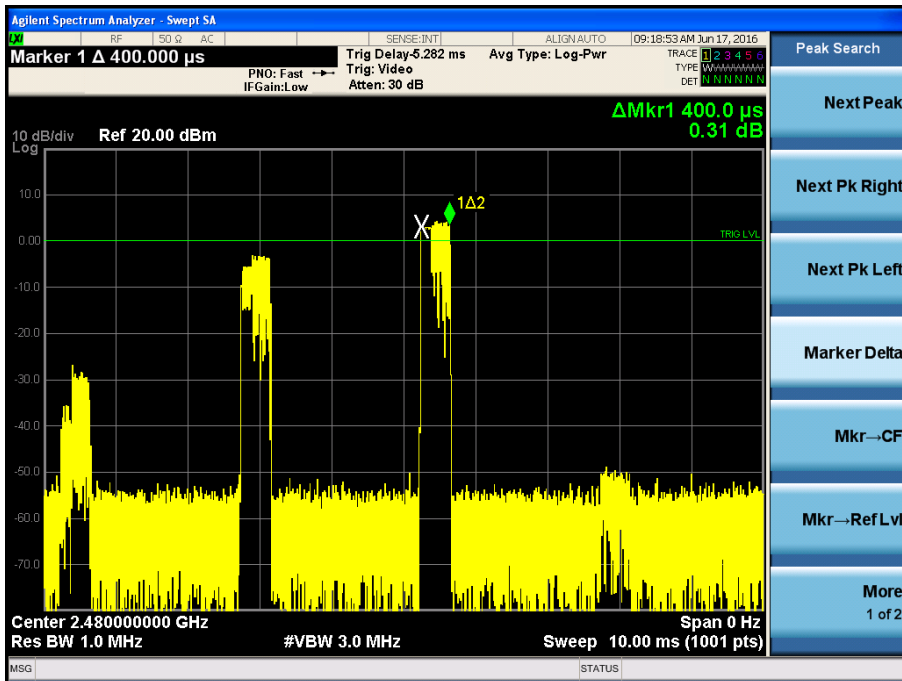 Agilent Spectrum Analyzer - Swept SA
LXI RF 50 Ω AC SENSE:INT ALIGNAUTO 09:18:53 AM Jun 17, 2016
Marker 1 Δ 400.000 µs
PNO: Fast
IFGain:Low
Trig Delay-5.282 ms
Trig: Video
Atten: 30 dB
Avg Type: Log-Pwr
TRACE 1 2 3 4 5 6
TYPE WWWWWW
DET N N N N N N
ΔMkr1 400.0 µs
0.31 dB
10 dB/div Ref 20.00 dBm
Log
10.0
0.00
-10.0
-20.0
-30.0
-40.0
-50.0
-60.0
-70.0
1Δ2
TRIG LVL
Center 2.480000000 GHz Span 0 Hz
Res BW 1.0 MHz #VBW 3.0 MHz Sweep 10.00 ms (1001 pts)
MSG STATUS
Peak Search
Next Peak
Next Pk Right
Next Pk Left
Marker Delta
Mkr→CF
Mkr→Ref Lvl
More
1 of 2